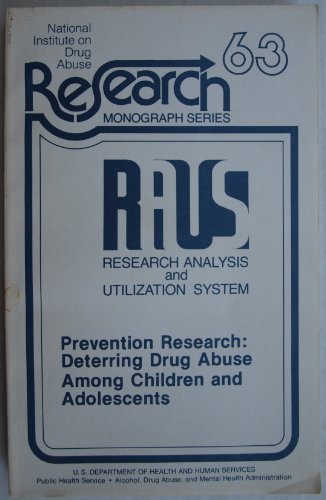 National
Institute on
Drug
Abuse
63
Research
MONOGRAPH SERIES
RAUS
RESEARCH ANALYSIS
and
UTILIZATION SYSTEM
Prevention Research:
Deterring Drug Abuse
Among Children and
Adolescents
U.S. DEPARTMENT OF HEALTH AND HUMAN SERVICES
Public Health Service • Alcohol, Drug Abuse, and Mental Health Administration